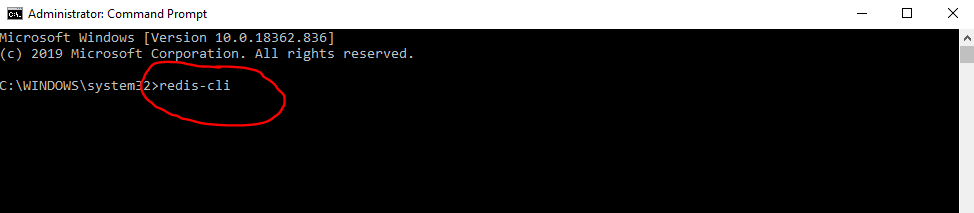 Administrator: Command Prompt
Microsoft Windows [Version 10.0.18362.836]
(c) 2019 Microsoft Corporation. All rights reserved.
C:\WINDOWS\system32>redis-cli